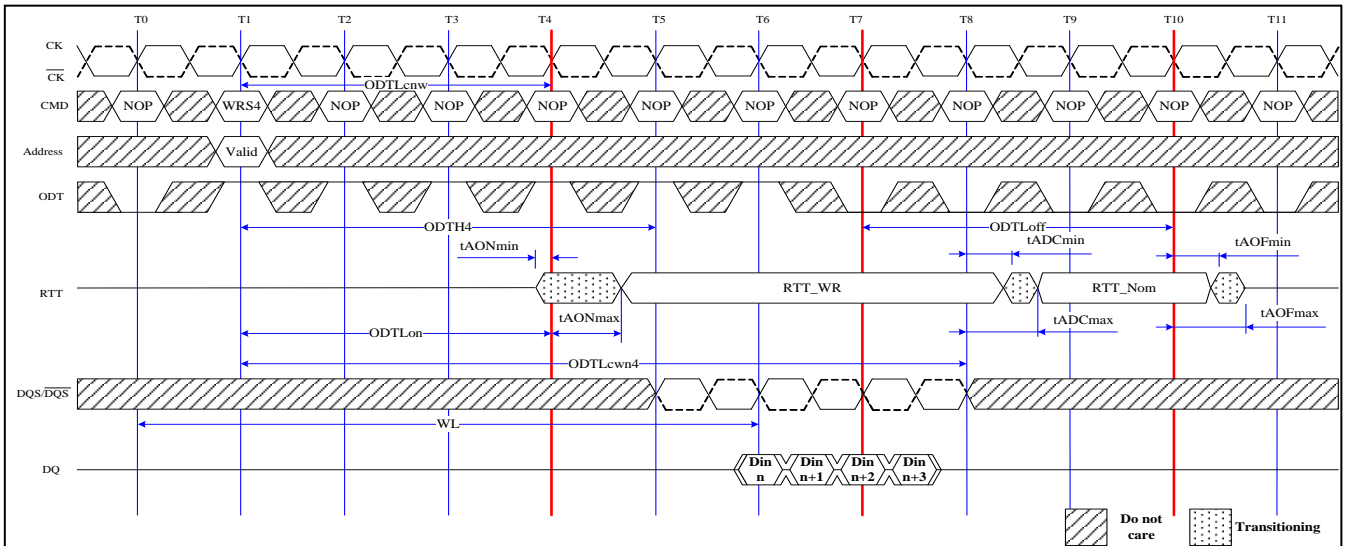 T0 T1 T2 T3 T4 T5 T6 T7 T8 T9 T10 T11
CK
CK
ODTLcnw
CMD NOP WRS4 NOP NOP NOP NOP NOP NOP NOP NOP NOP NOP
Address Valid
ODT
ODTH4 ODTLoff
tAONmin tADCmin tAOFmin
RTT RTT_WR RTT_Nom
tAONmax tADCmax tAOFmax
ODTLon
ODTLcwn4
DQS/DQS
WL
DQ Din n Din n+1 Din n+2 Din n+3
Do not care
Transitioning